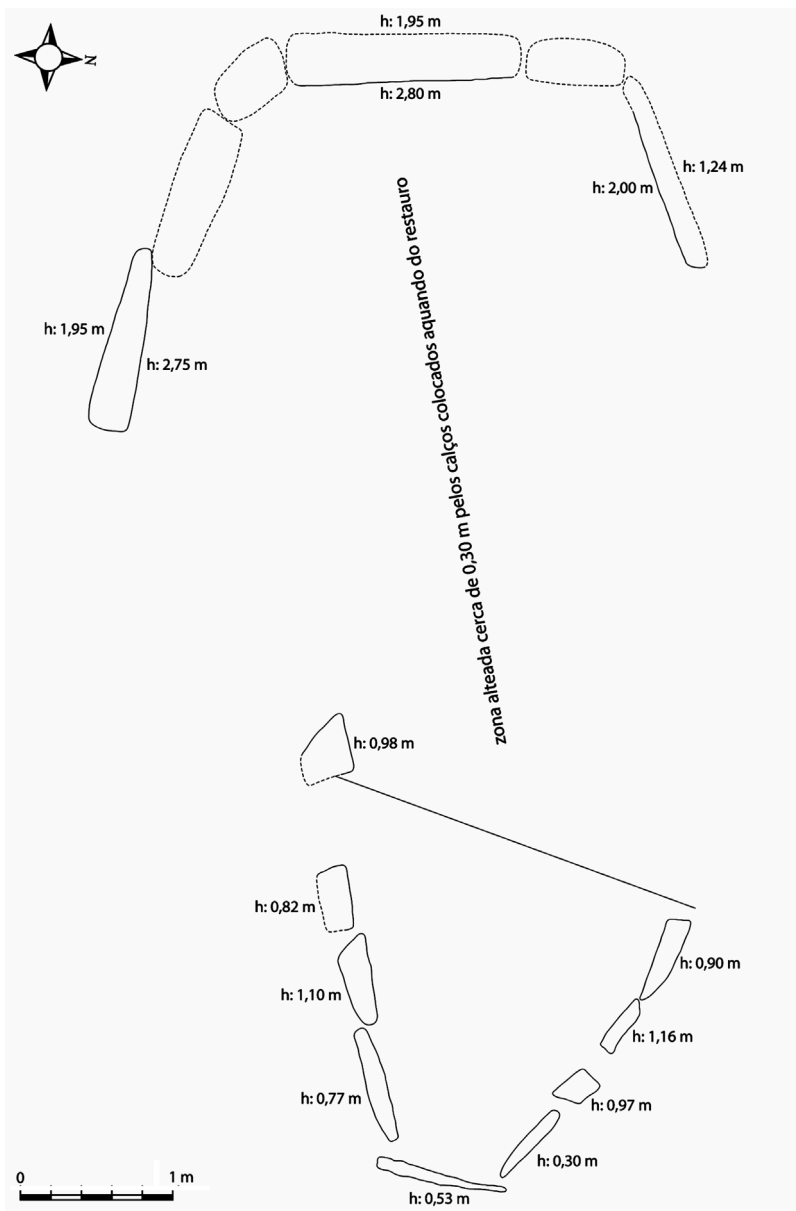 h: 1,95 m
N
h: 2,80 m
h: 1,24 m
h: 2,00 m
zona alteada cerca de 0,30 m pelos calços colocados aquando do restauro
h: 1,95 m
h: 2,75 m
h: 0,98 m
h: 0,82 m
h: 0,90 m
h: 1,10 m
h: 1,16 m
h: 0,77 m
h: 0,97 m
h: 0,30 m
0 1 m
h: 0,53 m